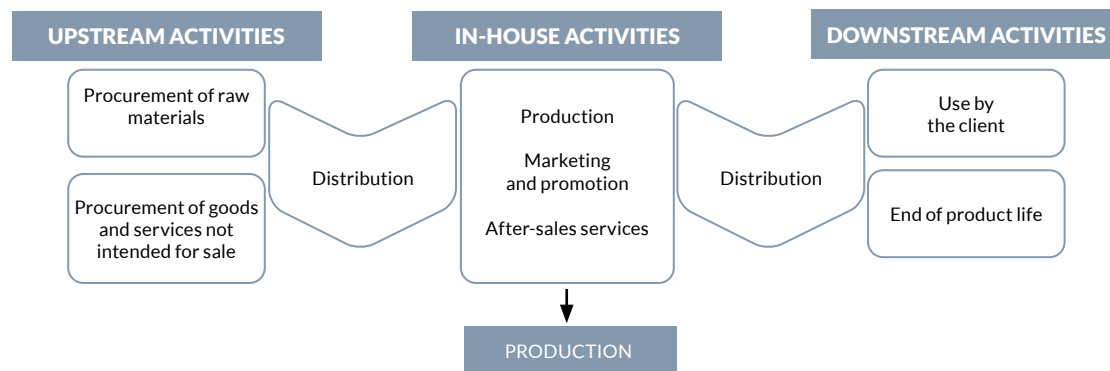 UPSTREAM ACTIVITIES
Procurement of raw
materials
Procurement of goods
and services not
intended for sale
Distribution
IN-HOUSE ACTIVITIES
Production
Marketing
and promotion
After-sales services
PRODUCTION
Distribution
DOWNSTREAM ACTIVITIES
Use by
the client
End of product life